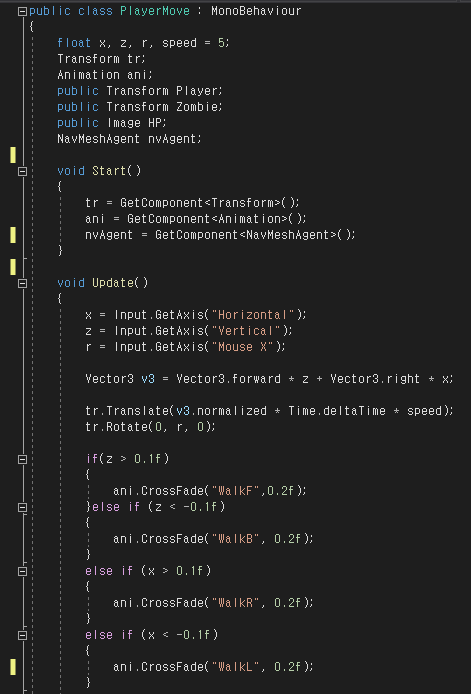 public class PlayerMove : MonoBehaviour
{
    float x, z, r, speed = 5;
    Transform tr;
    Animation ani;
    public Transform Player;
    public Transform Zombie;
    public Image HP;
    NavMeshAgent nvAgent;

    void Start()
    {
        tr = GetComponent<Transform>();
        ani = GetComponent<Animation>();
        nvAgent = GetComponent<NavMeshAgent>();
    }

    void Update()
    {
        x = Input.GetAxis("Horizontal");
        z = Input.GetAxis("Vertical");
        r = Input.GetAxis("Mouse X");

        Vector3 v3 = Vector3.forward * z + Vector3.right * x;

        tr.Translate(v3.normalized * Time.deltaTime * speed);
        tr.Rotate(0, r, 0);

        if(z > 0.1f)
        {
            ani.CrossFade("WalkF",0.2f);
        }else if (z < -0.1f)
        {
            ani.CrossFade("WalkB", 0.2f);
        }
        else if (x > 0.1f)
        {
            ani.CrossFade("WalkR", 0.2f);
        }
        else if (x < -0.1f)
        {
            ani.CrossFade("WalkL", 0.2f);
        }